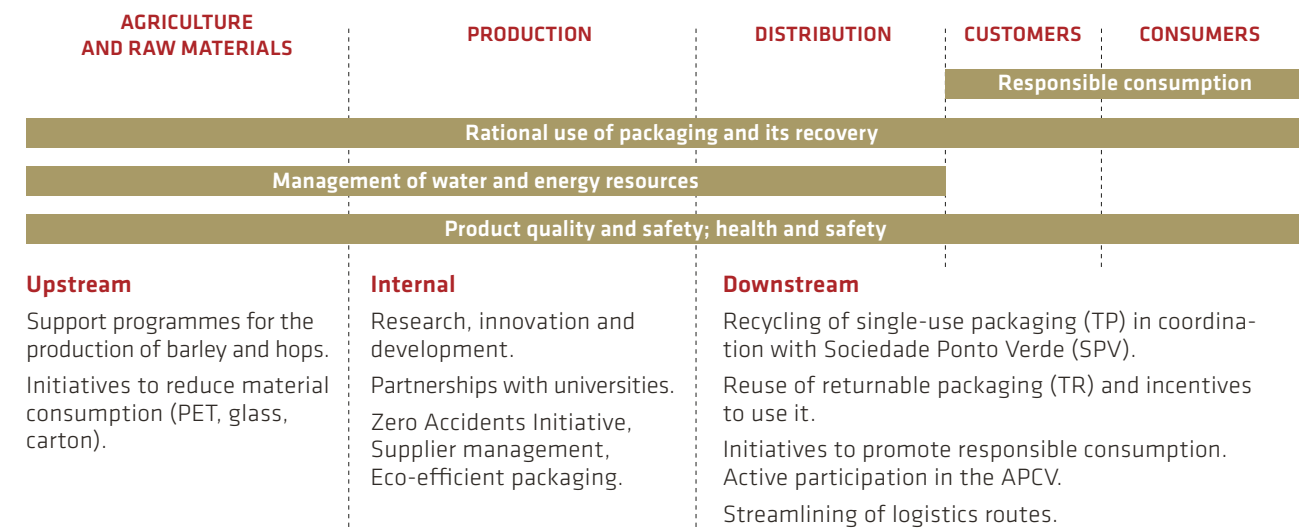 AGRICULTURE
AND RAW MATERIALS
PRODUCTION
DISTRIBUTION
CUSTOMERS
CONSUMERS
Responsible consumption
Rational use of packaging and its recovery
Management of water and energy resources
Product quality and safety; health and safety
Upstream
Support programmes for the
production of barley and hops.
Initiatives to reduce material
consumption (PET, glass,
carton).
Internal
Research, innovation and
development.
Partnerships with universities.
Zero Accidents Initiative,
Supplier management,
Eco-efficient packaging.
Downstream
Recycling of single-use packaging (TP) in coordina-
tion with Sociedade Ponto Verde (SPV).
Reuse of returnable packaging (TR) and incentives
to use it.
Initiatives to promote responsible consumption.
Active participation in the APCV.
Streamlining of logistics routes.